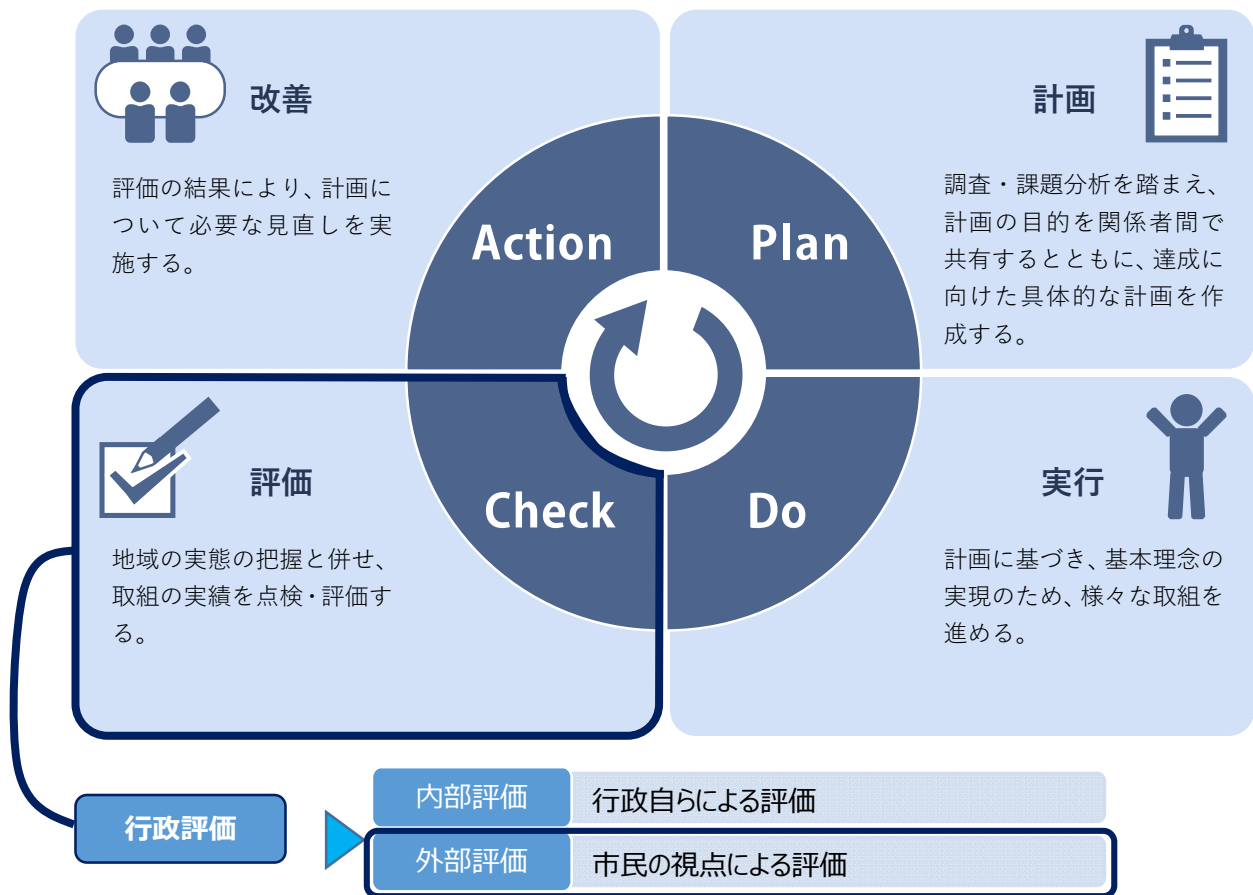 改善
評価の結果により、計画に
ついて必要な見直しを実
施する。
計画
調査・課題分析を踏まえ、
計画の目的を関係者間で
共有するとともに、達成に
向けた具体的な計画を作
成する。
Action
Plan
Check
Do
評価
地域の実態の把握と併せ、
取組の実績を点検・評価す
る。
実行
計画に基づき、基本理念の
実現のため、様々な取組を
進める。
行政評価
内部評価 行政自らによる評価
外部評価 市民の視点による評価